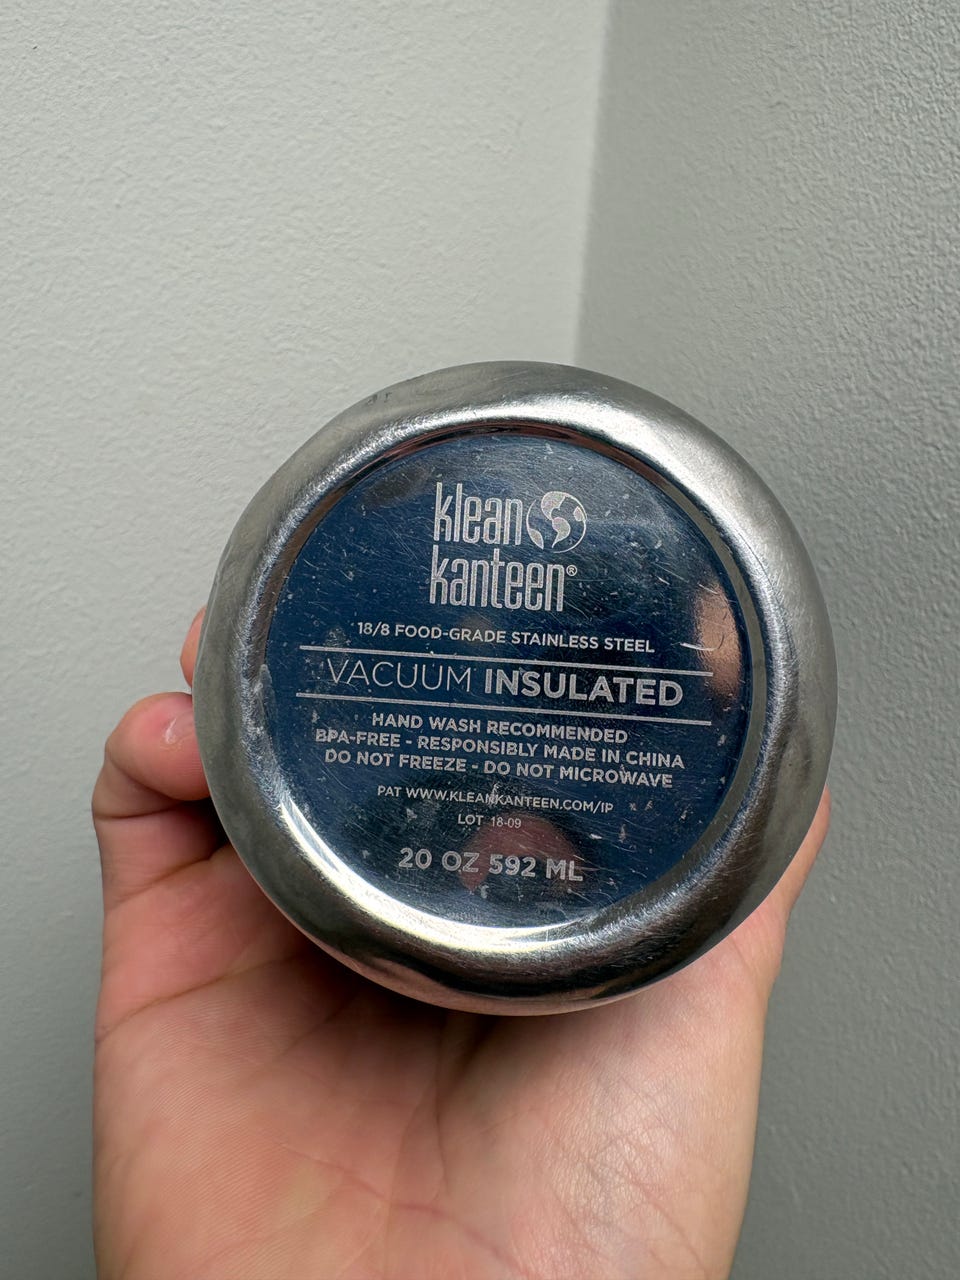 klean
kanteen®
18/8 FOOD-GRADE STAINLESS STEEL
VACUUM INSULATED
HAND WASH RECOMMENDED
BPA-FREE - RESPONSIBLY MADE IN CHINA
DO NOT FREEZE - DO NOT MICROWAVE
PAT WWW.KLEANKANTEEN.COM/IP
LOT 18-09
20 OZ 592 ML